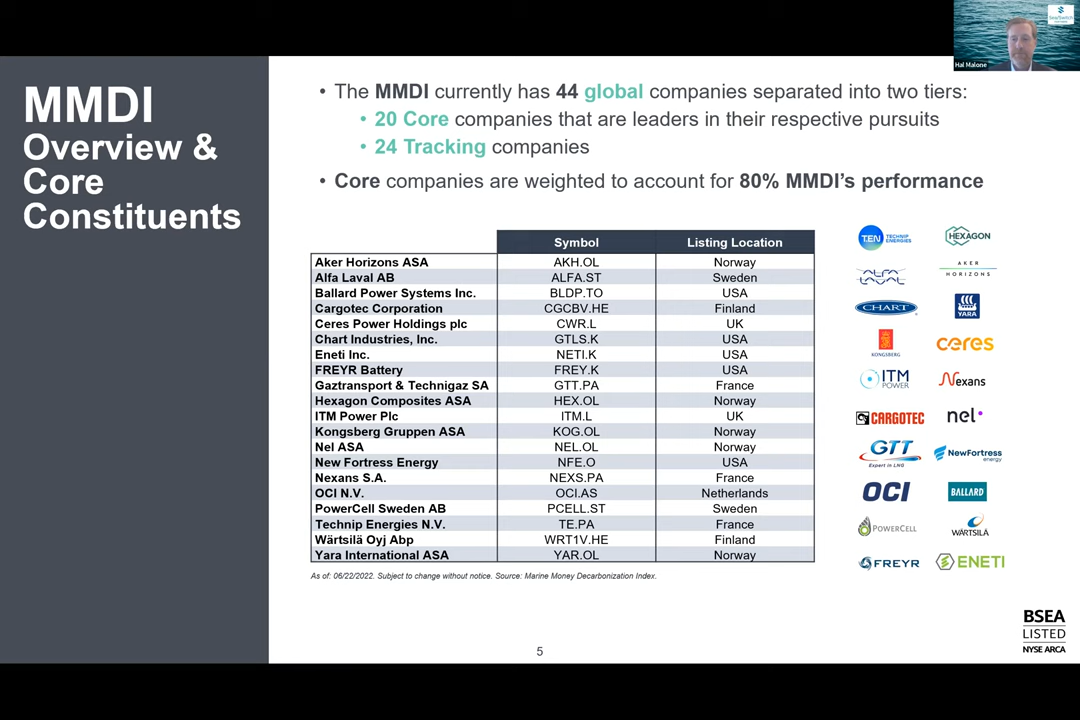 Hal Malone
MMDI
Overview &
Core
Constituents
• The MMDI currently has 44 global companies separated into two tiers:
• 20 Core companies that are leaders in their respective pursuits
• 24 Tracking companies
• Core companies are weighted to account for 80% MMDI's performance
Symbol Listing Location
Aker Horizons ASA AKH.OL Norway
Alfa Laval AB ALFA.ST Sweden
Ballard Power Systems Inc. BLDP.TO USA
Cargotec Corporation CGCBV.HE Finland
Ceres Power Holdings plc CWR.L UK
Chart Industries, Inc. GTLS.K USA
Eneti Inc. NETI.K USA
FREYR Battery FREY.K USA
Gaztransport & Technigaz SA GTT.PA France
Hexagon Composites ASA HEX.OL Norway
ITM Power Plc ITM.L UK
Kongsberg Gruppen ASA KOG.OL Norway
Nel ASA NEL.OL Norway
New Fortress Energy NFE.O USA
Nexans S.A. NEXS.PA France
OCI N.V. OCI.AS Netherlands
PowerCell Sweden AB PCELL.ST Sweden
Technip Energies N.V. TE.PA France
Wärtsilä Oyj Abp WRT1V.HE Finland
Yara International ASA YAR.OL Norway
As of: 06/22/2022. Subject to change without notice. Source: Marine Money Decarbonization Index.
T.EN TECHNIP ENERGIES
HEXAGON
ALFA LAVAL
AKER HORIZONS
CHART
YARA
KONGSBERG
ceres
ITM POWER
Nexans
CARGOTEC
nel
GTT
Expert in LNG
NewFortress energy
OCI
BALLARD
POWERCELL
WÄRTSILÄ
FREYR
ENETI
BSEA
LISTED
NYSE ARCA
5